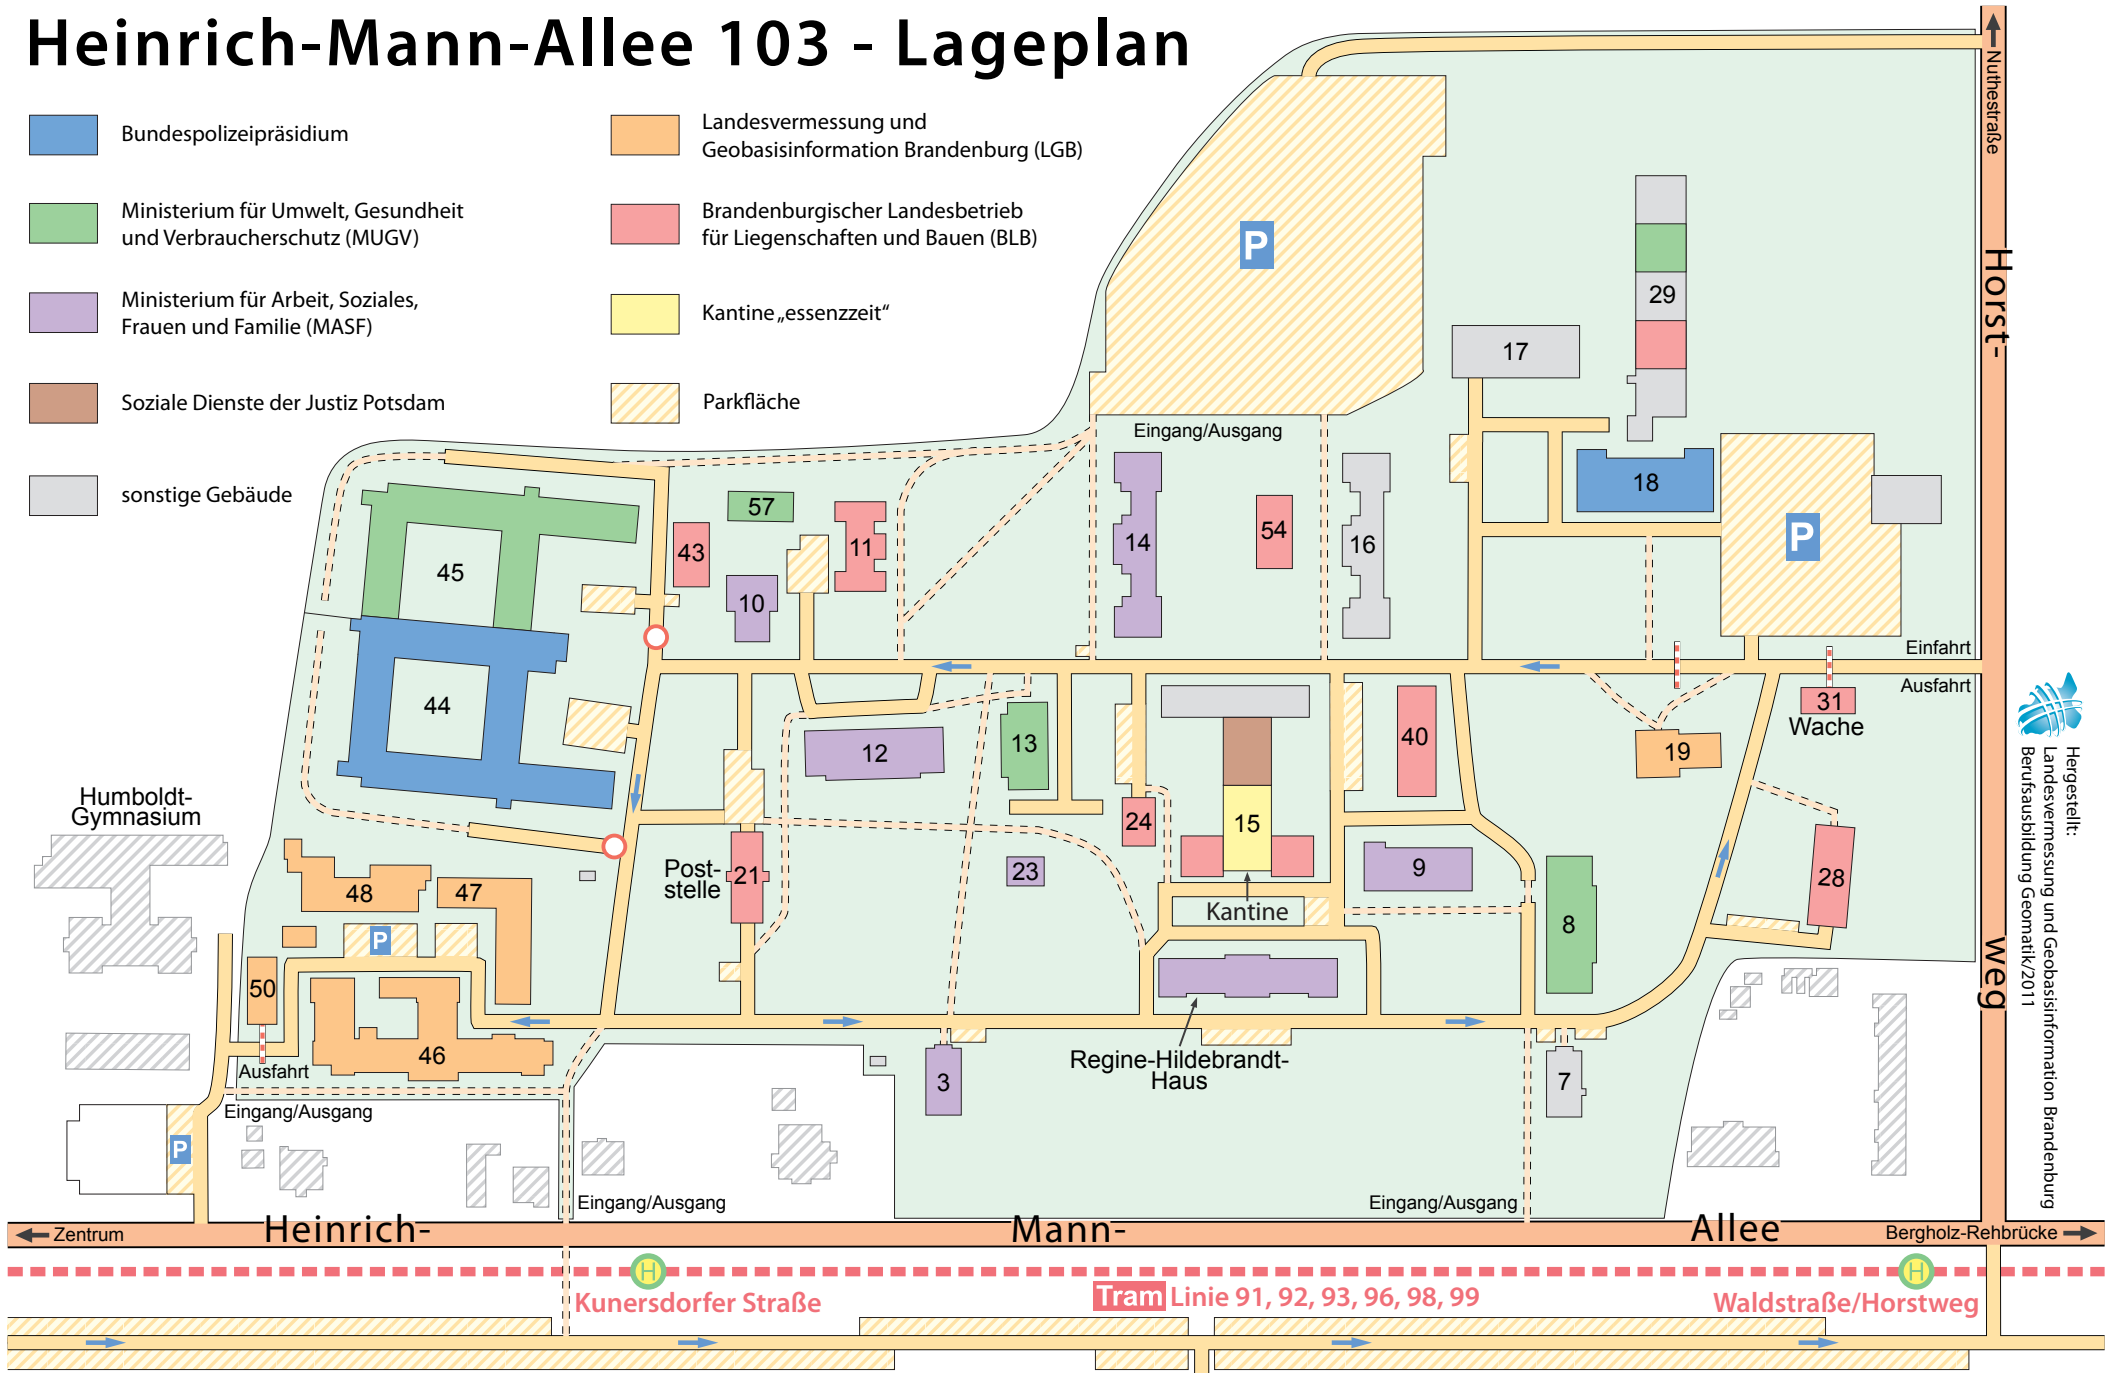 Heinrich-Mann-Allee 103 - Lageplan
Bundespolizeipräsidium
Ministerium für Umwelt, Gesundheit
und Verbraucherschutz (MUGV)
Ministerium für Arbeit, Soziales,
Frauen und Familie (MASF)
Soziale Dienste der Justiz Potsdam
sonstige Gebäude
Landesvermessung und
Geobasisinformation Brandenburg (LGB)
Brandenburgischer Landesbetrieb
für Liegenschaften und Bauen (BLB)
Kantine „essenzzeit“
Parkfläche
Nuthestraße
Horst-
weg
P
29
17
Eingang/Ausgang
18
P
57
43
11
10
14
54
16
45
44
Einfahrt
Ausfahrt
31
Wache
12
13
40
19
24
15
Humboldt-
Gymnasium
Post-
stelle
21
23
9
28
48
47
Kantine
8
P
50
46
Ausfahrt
Regine-Hildebrandt-
Haus
3
7
Eingang/Ausgang
P
Eingang/Ausgang
Eingang/Ausgang
Zentrum
Heinrich-
Mann-
Allee
Bergholz-Rehbrücke
H
H
Kunersdorfer Straße
Tram Linie 91, 92, 93, 96, 98, 99
Waldstraße/Horstweg
Hergestellt:
Landesvermessung und Geobasisinformation Brandenburg
Berufsausbildung Geomatik/2011